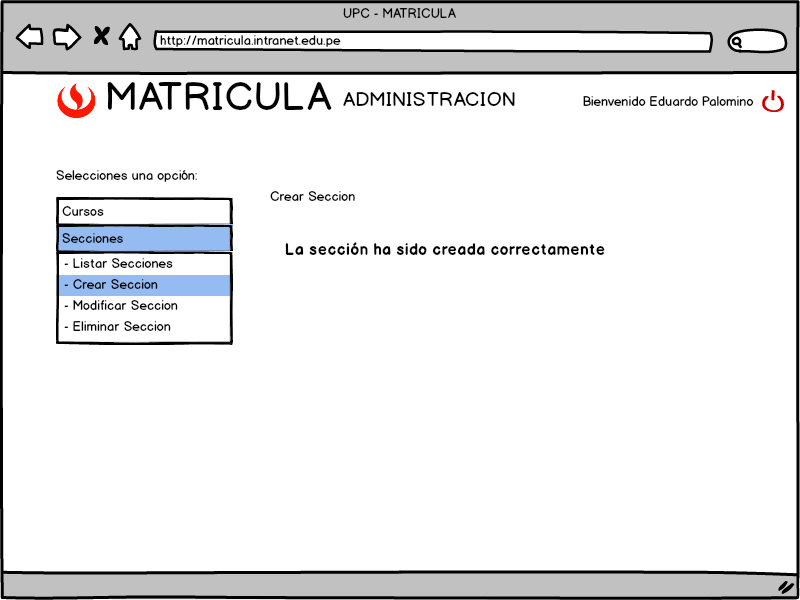 UPC - MATRICULA
http://matricula.intranet.edu.pe
MATRICULA ADMINISTRACION
Bienvenido Eduardo Palomino
Selecciones una opción:
Cursos
Secciones
- Listar Secciones
- Crear Seccion
- Modificar Seccion
- Eliminar Seccion
Crear Seccion
La sección ha sido creada correctamente